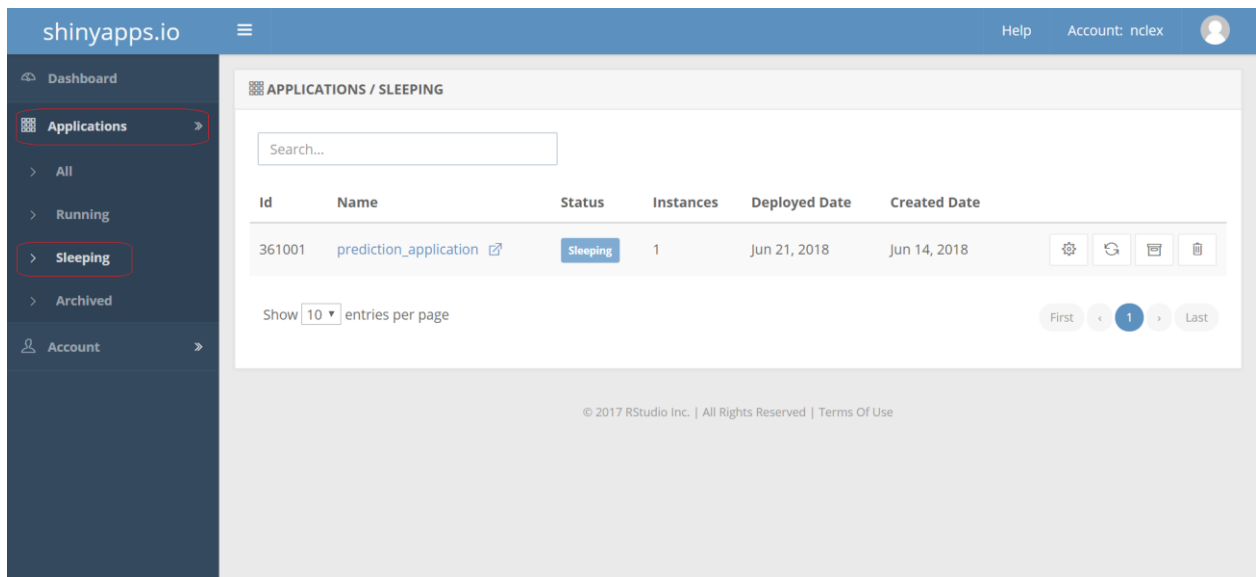 shinyapps.io
Help Account: nclex
Dashboard
Applications
All
Running
Sleeping
Archived
Account
APPLICATIONS / SLEEPING
Search...
Id Name Status Instances Deployed Date Created Date
361001 prediction_application Sleeping 1 Jun 21, 2018 Jun 14, 2018
Show 10 entries per page
First ‹ 1 › Last
© 2017 RStudio Inc. | All Rights Reserved | Terms Of Use